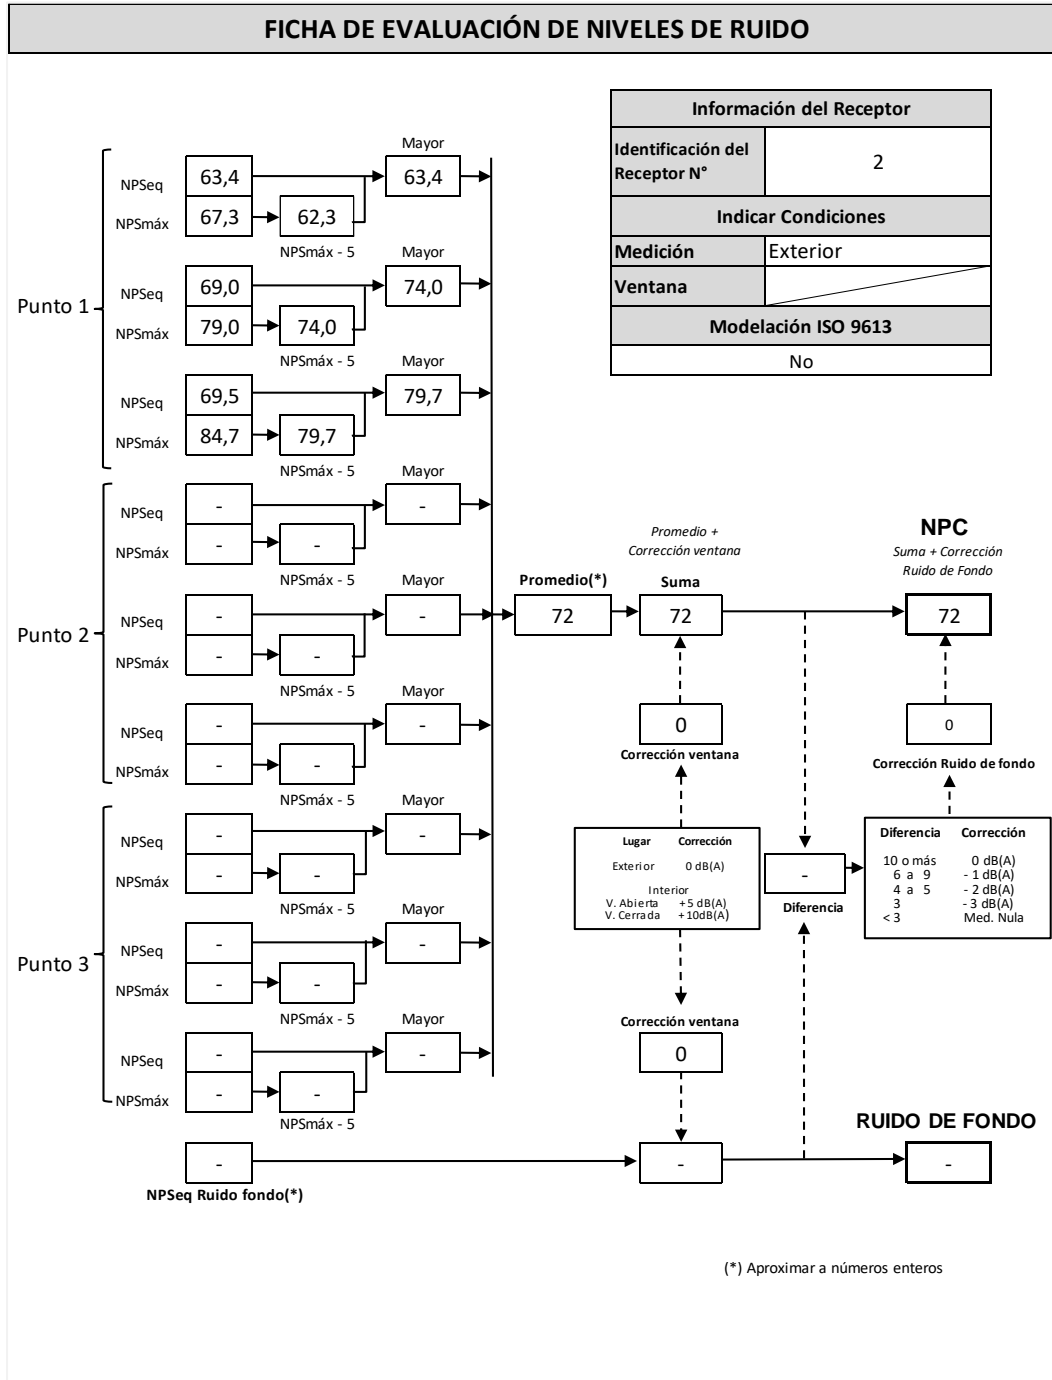 FICHA DE EVALUACIÓN DE NIVELES DE RUIDO
Información del Receptor
Identificación del
Receptor N°
2
Indicar Condiciones
Medición
Exterior
Ventana
Modelación ISO 9613
No
Punto 1
Mayor
NPSeq
63,4
63,4
NPSmáx
67,3
62,3
NPSmáx - 5
Mayor
NPSeq
69,0
74,0
NPSmáx
79,0
74,0
NPSmáx - 5
Mayor
NPSeq
69,5
79,7
NPSmáx
84,7
79,7
NPSmáx - 5
Punto 2
Mayor
NPSeq
-
-
NPSmáx
-
-
NPSmáx - 5
Mayor
NPSeq
-
-
NPSmáx
-
-
NPSmáx - 5
Mayor
NPSeq
-
-
NPSmáx
-
-
NPSmáx - 5
Punto 3
Mayor
NPSeq
-
-
NPSmáx
-
-
NPSmáx - 5
Mayor
NPSeq
-
-
NPSmáx
-
-
NPSmáx - 5
Mayor
NPSeq
-
-
NPSmáx
-
-
NPSmáx - 5
-
NPSeq Ruido fondo(*)
Promedio(*)
72
Promedio +
Corrección ventana
Suma
72
0
Corrección ventana
Lugar Corrección
Exterior 0 dB(A)
Interior
V. Abierta +5 dB(A)
V. Cerrada +10dB(A)
Corrección ventana
0
-
-
Diferencia
NPC
Suma + Corrección
Ruido de Fondo
72
0
Corrección Ruido de fondo
Diferencia Corrección
10 o más 0 dB(A)
6 a 9 - 1 dB(A)
4 a 5 - 2 dB(A)
3 - 3 dB(A)
< 3 Med. Nula
RUIDO DE FONDO
-
(*) Aproximar a números enteros